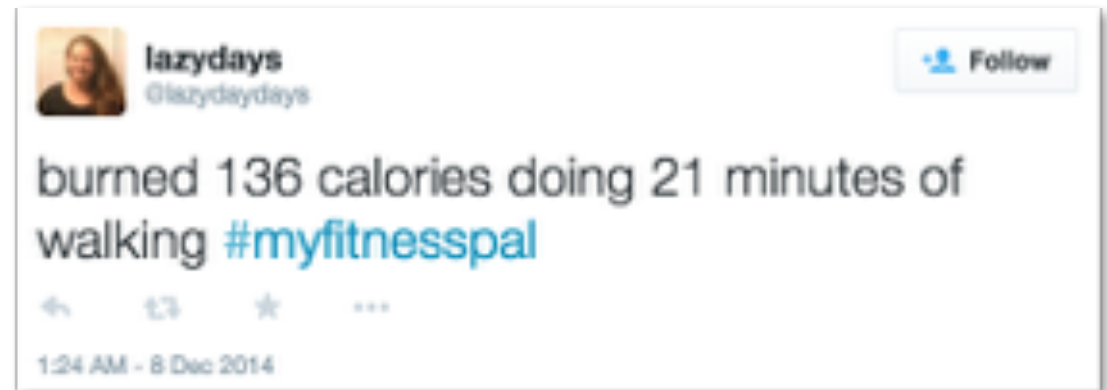 lazydays
@lazydaydays
Follow
burned 136 calories doing 21 minutes of
walking #myfitnesspal
1:24 AM - 8 Dec 2014